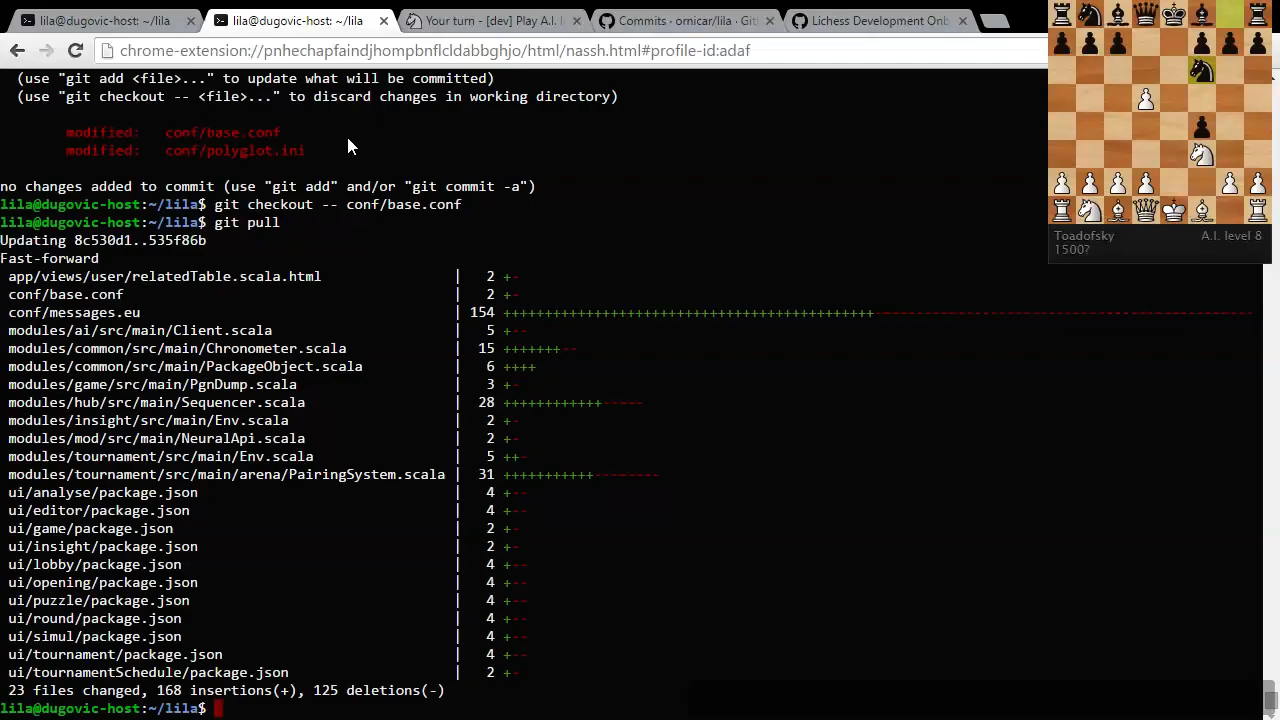 lila@dugovic-host: ~/lila
lila@dugovic-host: ~/lila
Your turn - [dev] Play A.I. l
Commits · ornicar/lila · Git
Lichess Development Onb
chrome-extension://pnhechapfaindjhompbnflcldabbghjo/html/nassh.html#profile-id:adaf
(use "git add <file>..." to update what will be committed)
(use "git checkout -- <file>..." to discard changes in working directory)
modified: conf/base.conf
modified: conf/polyglot.ini
no changes added to commit (use "git add" and/or "git commit -a")
lila@dugovic-host:~/lila$ git checkout -- conf/base.conf
lila@dugovic-host:~/lila$ git pull
Updating 8c530d1..535f86b
Fast-forward
app/views/user/relatedTable.scala.html | 2 +-
conf/base.conf | 2 +-
conf/messages.eu | 154 +++++++++++++++++++++++++++++++++++++++++++++---------------------------------------------
modules/ai/src/main/Client.scala | 5 +--
modules/common/src/main/Chronometer.scala | 15 +++++++--
modules/common/src/main/PackageObject.scala | 6 ++++
modules/game/src/main/PgnDump.scala | 3 +-
modules/hub/src/main/Sequencer.scala | 28 ++++++++++++-----
modules/insight/src/main/Env.scala | 2 +-
modules/mod/src/main/NeuralApi.scala | 2 +-
modules/tournament/src/main/Env.scala | 5 ++-
modules/tournament/src/main/arena/PairingSystem.scala | 31 +++++++++++--------
ui/analyse/package.json | 4 +--
ui/editor/package.json | 4 +--
ui/game/package.json | 2 +-
ui/insight/package.json | 2 +-
ui/lobby/package.json | 4 +--
ui/opening/package.json | 4 +--
ui/puzzle/package.json | 4 +--
ui/round/package.json | 4 +--
ui/simul/package.json | 4 +--
ui/tournament/package.json | 4 +--
ui/tournamentSchedule/package.json | 2 +-
23 files changed, 168 insertions(+), 125 deletions(-)
lila@dugovic-host:~/lila$
Toadofsky A.I. level 8
1500?